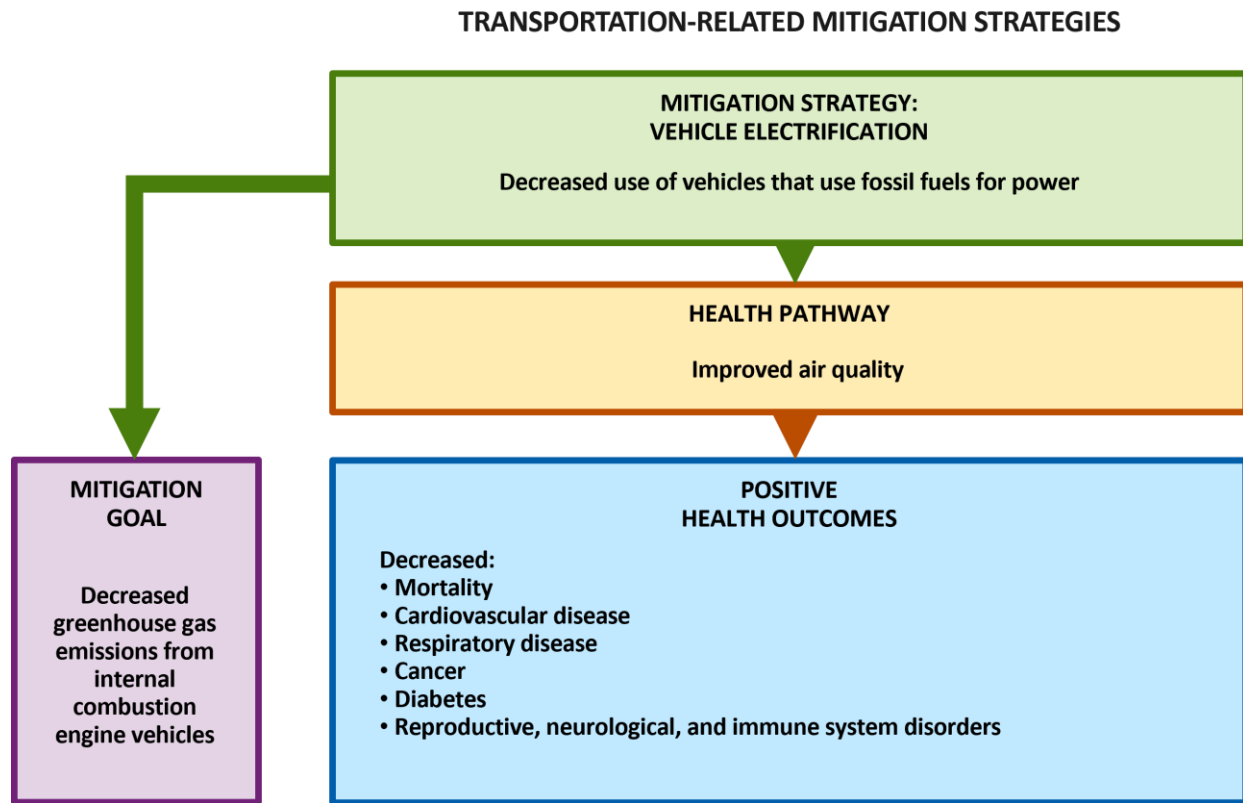 TRANSPORTATION-RELATED MITIGATION STRATEGIES
MITIGATION STRATEGY:
VEHICLE ELECTRIFICATION
Decreased use of vehicles that use fossil fuels for power
HEALTH PATHWAY
Improved air quality
MITIGATION
GOAL
Decreased
greenhouse gas
emissions from
internal
combustion
engine vehicles
POSITIVE
HEALTH OUTCOMES
Decreased:
• Mortality
• Cardiovascular disease
• Respiratory disease
• Cancer
• Diabetes
• Reproductive, neurological, and immune system disorders